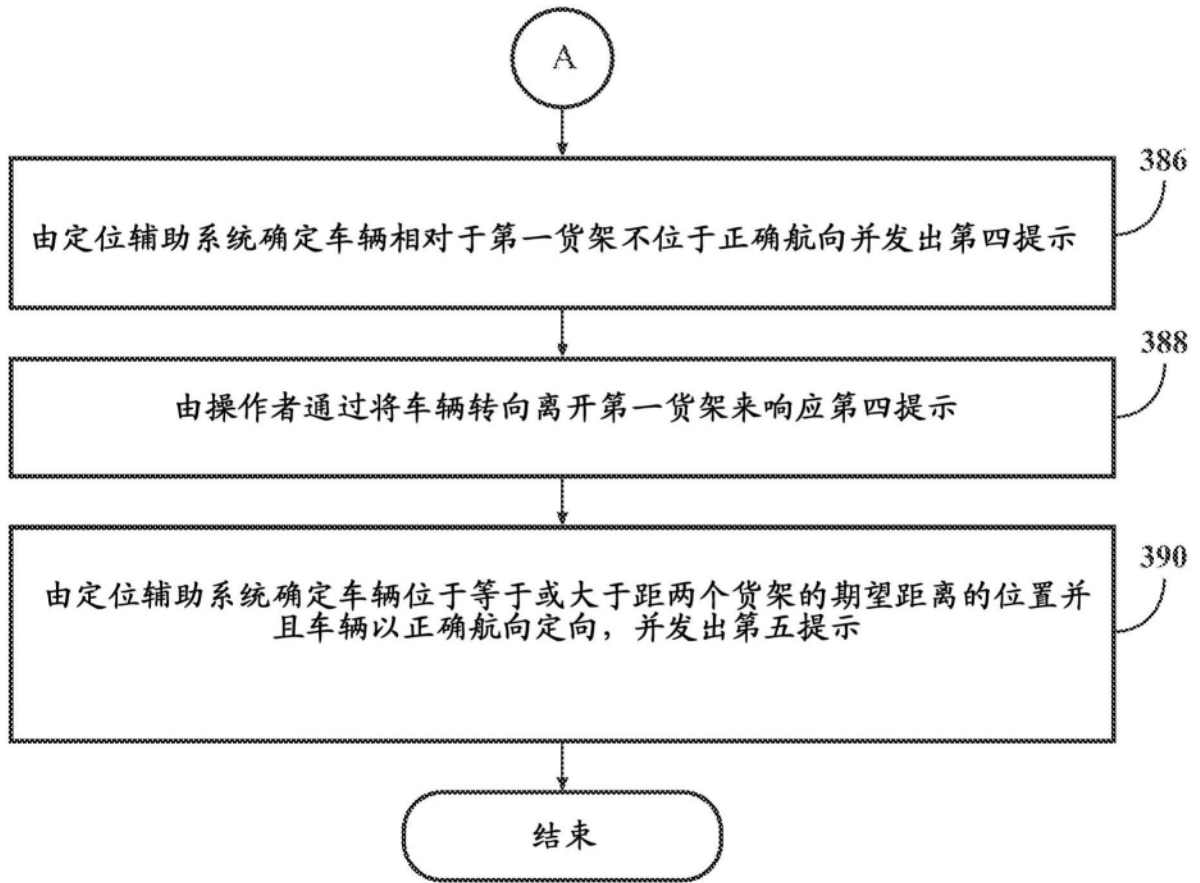 A
386
由定位辅助系统确定车辆相对于第一货架不位于正确航向并发出第四提示
388
由操作者通过将车辆转向离开第一货架来响应第四提示
390
由定位辅助系统确定车辆位于等于或大于距两个货架的期望距离的位置并
且车辆以正确航向定向，并发出第五提示
结束